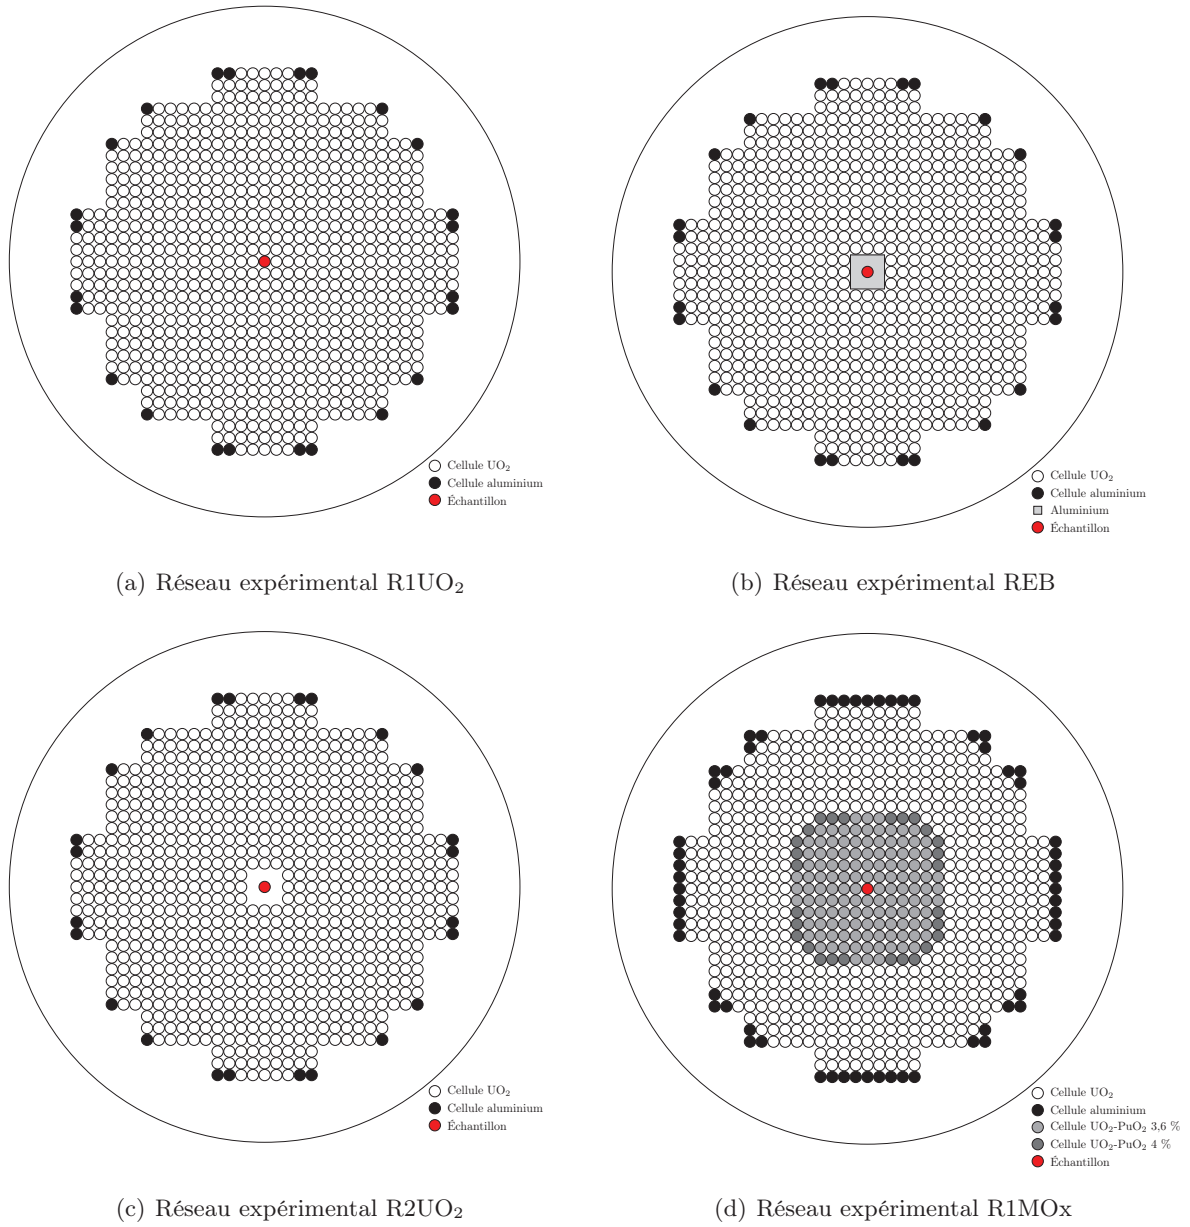 Cellule UO₂
Cellule aluminium
Échantillon
(a) Réseau expérimental R1UO₂
Cellule UO₂
Cellule aluminium
Aluminium
Échantillon
(b) Réseau expérimental REB
Cellule UO₂
Cellule aluminium
Échantillon
(c) Réseau expérimental R2UO₂
Cellule UO₂
Cellule aluminium
Cellule UO₂-PuO₂ 3,6 %
Cellule UO₂-PuO₂ 4 %
Échantillon
(d) Réseau expérimental R1MOx